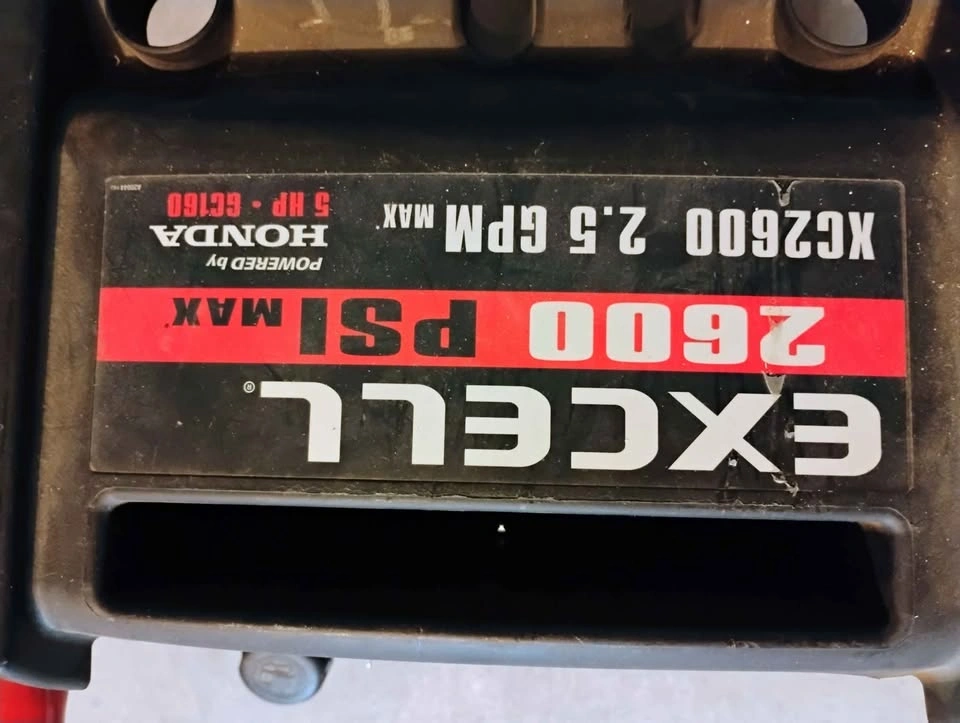 EXCELL®
2600 PSI MAX.
XC2600 2.5 GPM MAX.
POWERED by
HONDA
5 HP • GC160